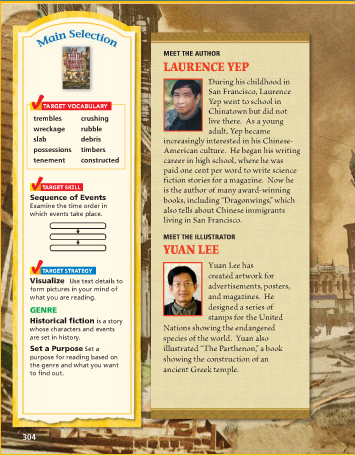 Main Selection
TARGET VOCABULARY
trembles crushing
wreckage rubble
slab debris
possessions timbers
tenement constructed
TARGET SKILL
Sequence of Events
Examine the time order in
which events take place.
TARGET STRATEGY
Visualize Use text details to
form pictures in your mind of
what you are reading.
GENRE
Historical fiction is a story
whose characters and events
are set in history.
Set a Purpose Set a
purpose for reading based on
the genre and what you want
to find out.
304
MEET THE AUTHOR
LAURENCE YEP
During his childhood in
San Francisco, Laurence
Yep went to school in
Chinatown but did not
live there. As a young
adult, Yep became
increasingly interested in his Chinese-
American culture. He began his writing
career in high school, where he was
paid one cent per word to write science
fiction stories for a magazine. Now he
is the author of many award-winning
books, including "Dragonwings," which
also tells about Chinese immigrants
living in San Francisco.
MEET THE ILLUSTRATOR
YUAN LEE
Yuan Lee has
created artwork for
advertisements, posters,
and magazines. He
designed a series of
stamps for the United
Nations showing the endangered
species of the world. Yuan also
illustrated "The Parthenon," a book
showing the construction of an
ancient Greek temple.